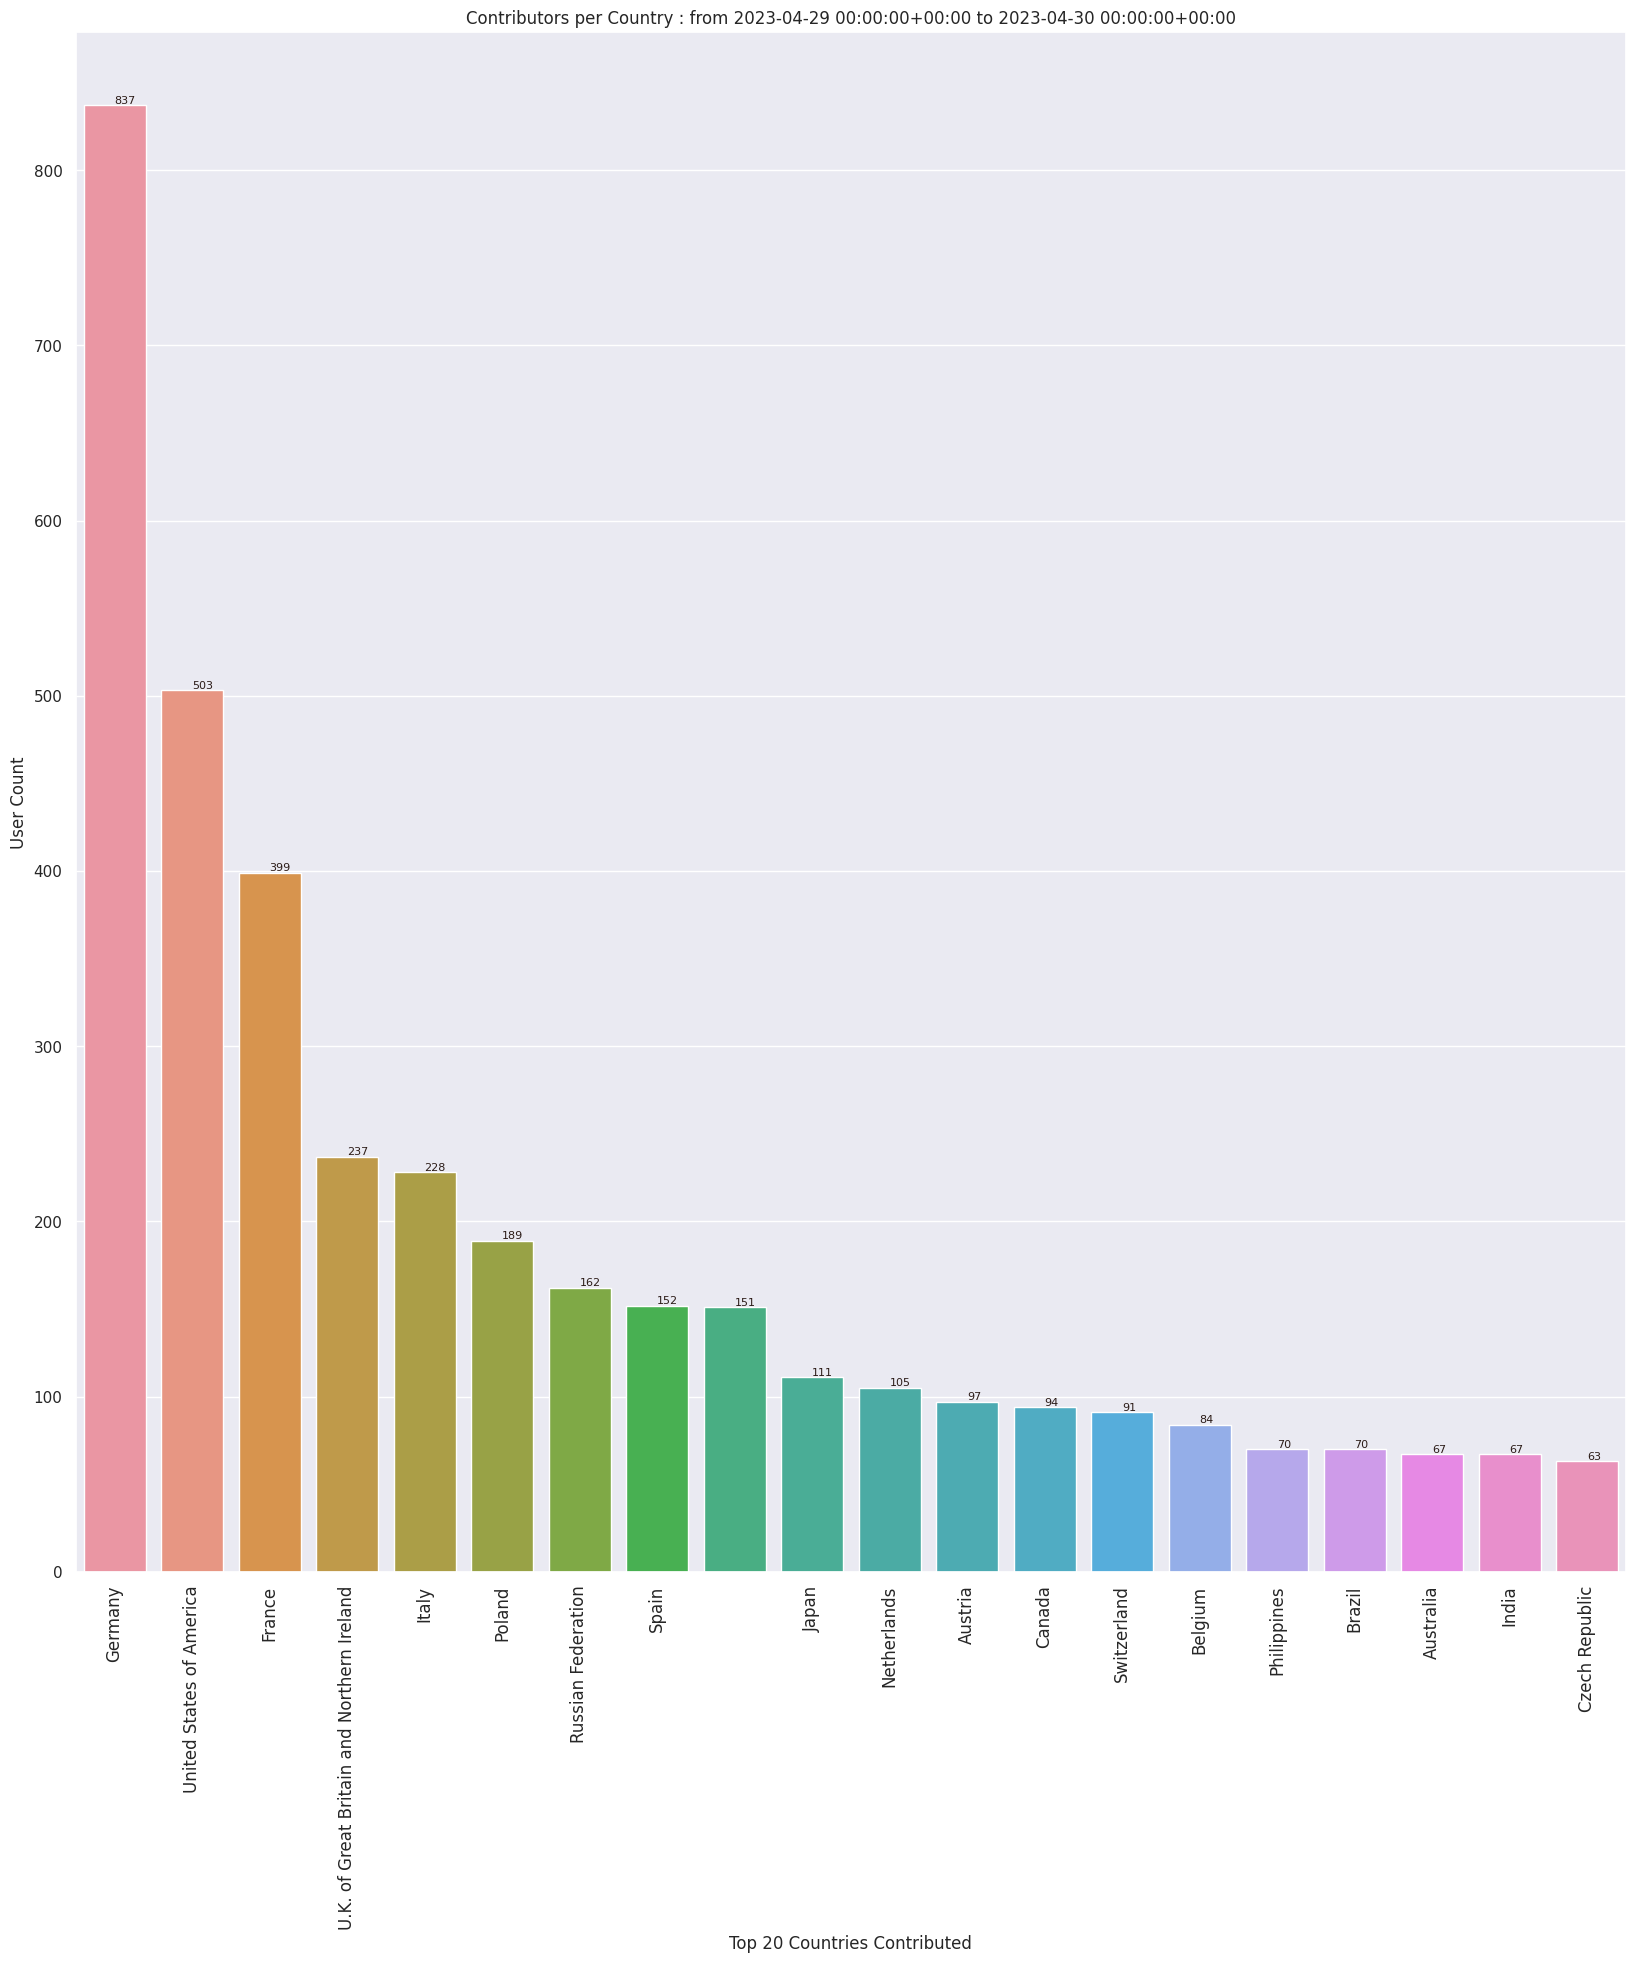 Contributors per Country : from 2023-04-29 00:00:00+00:00 to 2023-04-30 00:00:00+00:00
User Count
800
700
600
500
400
300
200
100
0
837
503
399
237
228
189
162
152
151
111
105
97
94
91
84
70
70
67
67
63
Germany
United States of America
France
U.K. of Great Britain and Northern Ireland
Italy
Poland
Russian Federation
Spain
Japan
Netherlands
Austria
Canada
Switzerland
Belgium
Philippines
Brazil
Australia
India
Czech Republic
Top 20 Countries Contributed